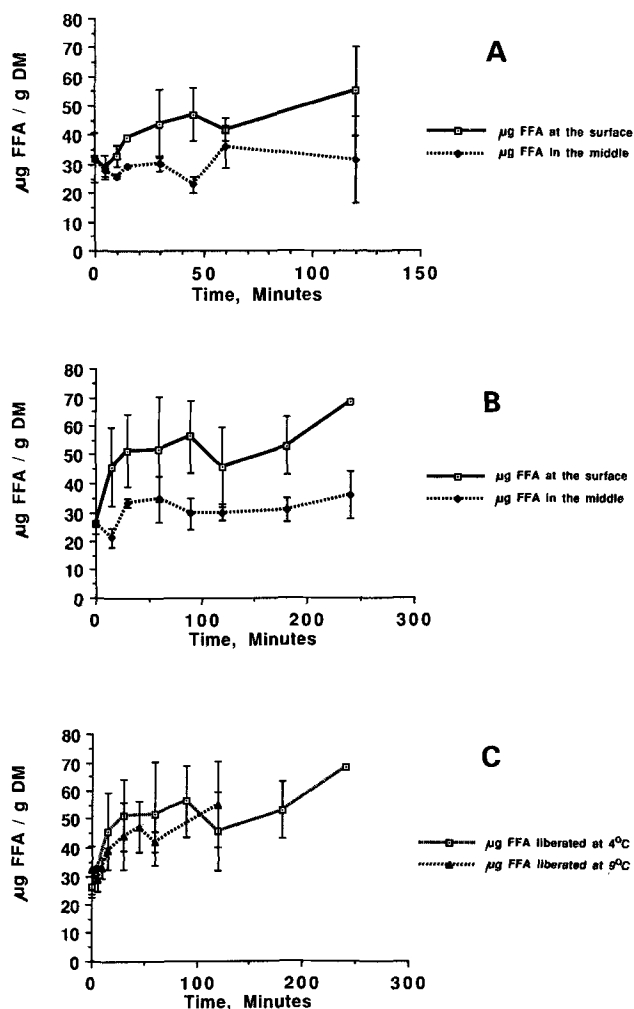 A
80
70
60
50
40
30
20
10
0
µg FFA / g DM
0 50 100 150
Time, Minutes
µg FFA at the surface
µg FFA in the middle
B
80
70
60
50
40
30
20
10
0
µg FFA / g DM
0 100 200 300
Time, Minutes
µg FFA at the surface
µg FFA in the middle
C
80
70
60
50
40
30
20
10
0
µg FFA / g DM
0 100 200 300
Time, Minutes
µg FFA liberated at 4°C
µg FFA liberated at 9°C